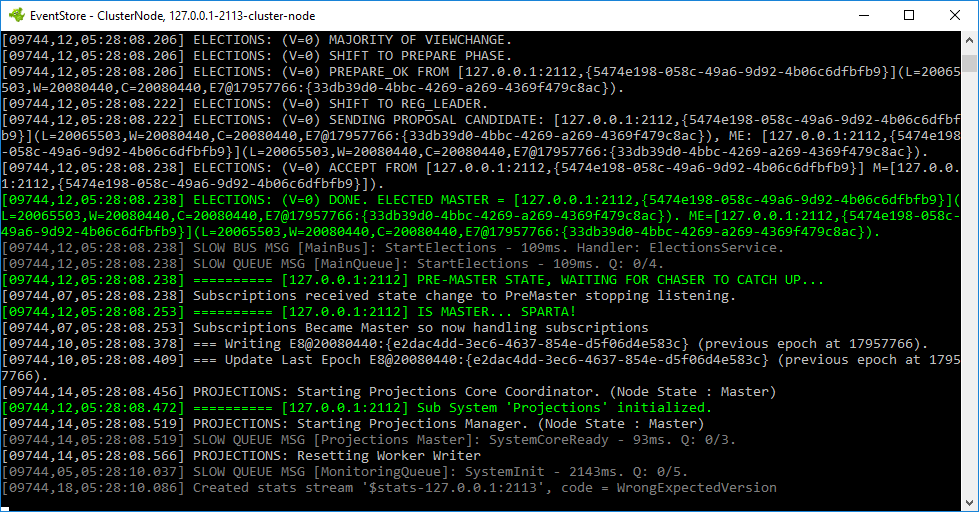 EventStore - ClusterNode, 127.0.0.1-2113-cluster-node
[09744,12,05:28:08.206] ELECTIONS: (V=0) MAJORITY OF VIEWCHANGE.
[09744,12,05:28:08.206] ELECTIONS: (V=0) SHIFT TO PREPARE PHASE.
[09744,12,05:28:08.206] ELECTIONS: (V=0) PREPARE_OK FROM [127.0.0.1:2112,{5474e198-058c-49a6-9d92-4b06c6dfbfb9}](L=20065
503,W=20080440,C=20080440,E7@17957766:{33db39d0-4bbc-4269-a269-4369f479c8ac}).
[09744,12,05:28:08.222] ELECTIONS: (V=0) SHIFT TO REG_LEADER.
[09744,12,05:28:08.222] ELECTIONS: (V=0) SENDING PROPOSAL CANDIDATE: [127.0.0.1:2112,{5474e198-058c-49a6-9d92-4b06c6dfbf
b9}](L=20065503,W=20080440,C=20080440,E7@17957766:{33db39d0-4bbc-4269-a269-4369f479c8ac}), ME: [127.0.0.1:2112,{5474e198
-058c-49a6-9d92-4b06c6dfbfb9}](L=20065503,W=20080440,C=20080440,E7@17957766:{33db39d0-4bbc-4269-a269-4369f479c8ac}).
[09744,12,05:28:08.238] ELECTIONS: (V=0) ACCEPT FROM [127.0.0.1:2112,{5474e198-058c-49a6-9d92-4b06c6dfbfb9}] M=[127.0.0.
1:2112,{5474e198-058c-49a6-9d92-4b06c6dfbfb9}]).
[09744,12,05:28:08.238] ELECTIONS: (V=0) DONE. ELECTED MASTER = [127.0.0.1:2112,{5474e198-058c-49a6-9d92-4b06c6dfbfb9}](
L=20065503,W=20080440,C=20080440,E7@17957766:{33db39d0-4bbc-4269-a269-4369f479c8ac}). ME=[127.0.0.1:2112,{5474e198-058c-
49a6-9d92-4b06c6dfbfb9}](L=20065503,W=20080440,C=20080440,E7@17957766:{33db39d0-4bbc-4269-a269-4369f479c8ac}).
[09744,12,05:28:08.238] SLOW BUS MSG [MainBus]: StartElections - 109ms. Handler: ElectionsService.
[09744,12,05:28:08.238] SLOW QUEUE MSG [MainQueue]: StartElections - 109ms. Q: 0/4.
[09744,12,05:28:08.238] ========== [127.0.0.1:2112] PRE-MASTER STATE, WAITING FOR CHASER TO CATCH UP...
[09744,07,05:28:08.238] Subscriptions received state change to PreMaster stopping listening.
[09744,12,05:28:08.253] ========== [127.0.0.1:2112] IS MASTER... SPARTA!
[09744,07,05:28:08.253] Subscriptions Became Master so now handling subscriptions
[09744,10,05:28:08.378] === Writing E8@20080440:{e2dac4dd-3ec6-4637-854e-d5f06d4e583c} (previous epoch at 17957766).
[09744,10,05:28:08.409] === Update Last Epoch E8@20080440:{e2dac4dd-3ec6-4637-854e-d5f06d4e583c} (previous epoch at 1795
7766).
[09744,14,05:28:08.456] PROJECTIONS: Starting Projections Core Coordinator. (Node State : Master)
[09744,12,05:28:08.472] ========== [127.0.0.1:2112] Sub System 'Projections' initialized.
[09744,14,05:28:08.519] PROJECTIONS: Starting Projections Manager. (Node State : Master)
[09744,14,05:28:08.519] SLOW QUEUE MSG [Projections Master]: SystemCoreReady - 93ms. Q: 0/3.
[09744,14,05:28:08.566] PROJECTIONS: Resetting Worker Writer
[09744,05,05:28:10.037] SLOW QUEUE MSG [MonitoringQueue]: SystemInit - 2143ms. Q: 0/5.
[09744,18,05:28:10.086] Created stats stream '$stats-127.0.0.1:2113', code = WrongExpectedVersion